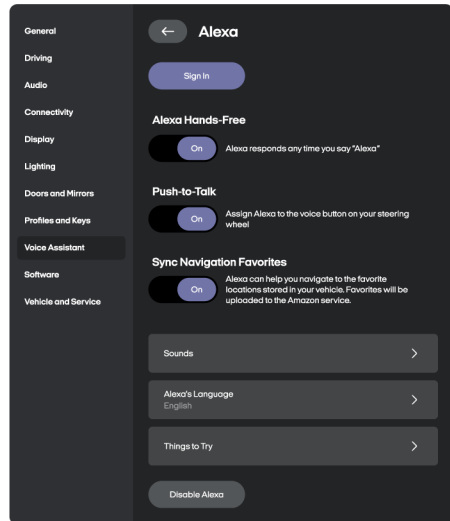 General
Driving
Audio
Connectivity
Display
Lighting
Doors and Mirrors
Profiles and Keys
Voice Assistant
Software
Vehicle and Service
Alexa
Sign In
Alexa Hands-Free
On
Alexa responds any time you say "Alexa"
Push-to-Talk
On
Assign Alexa to the voice button on your steering
wheel
Sync Navigation Favorites
On
Alexa can help you navigate to the favorite
locations stored in your vehicle. Favorites will be
uploaded to the Amazon service.
Sounds
Alexa's Language
English
Things to Try
Disable Alexa